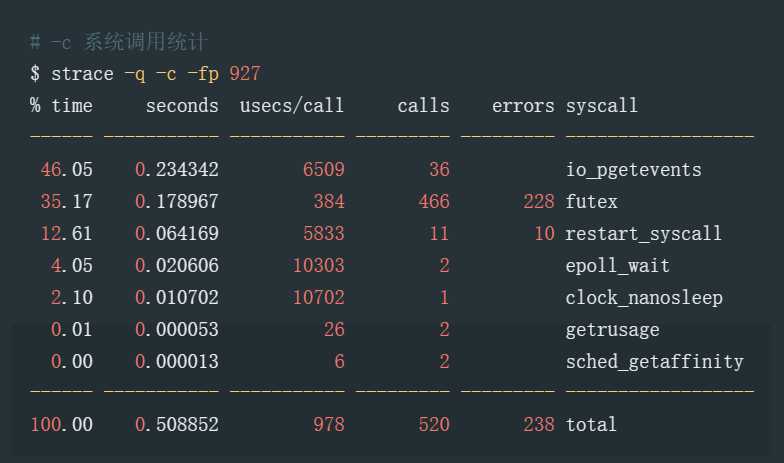 # -c 系统调用统计
$ strace -q -c -fp 927
% time     seconds  usecs/call     calls    errors syscall
------ ----------- ----------- --------- --------- ------------------
 46.05    0.234342        6509        36           io_pgetevents
 35.17    0.178967         384       466       228 futex
 12.61    0.064169        5833        11        10 restart_syscall
  4.05    0.020606       10303         2           epoll_wait
  2.10    0.010702       10702         1           clock_nanosleep
  0.01    0.000053          26         2           getrusage
  0.00    0.000013           6         2           sched_getaffinity
------ ----------- ----------- --------- --------- ------------------
100.00    0.508852         978       520       238 total